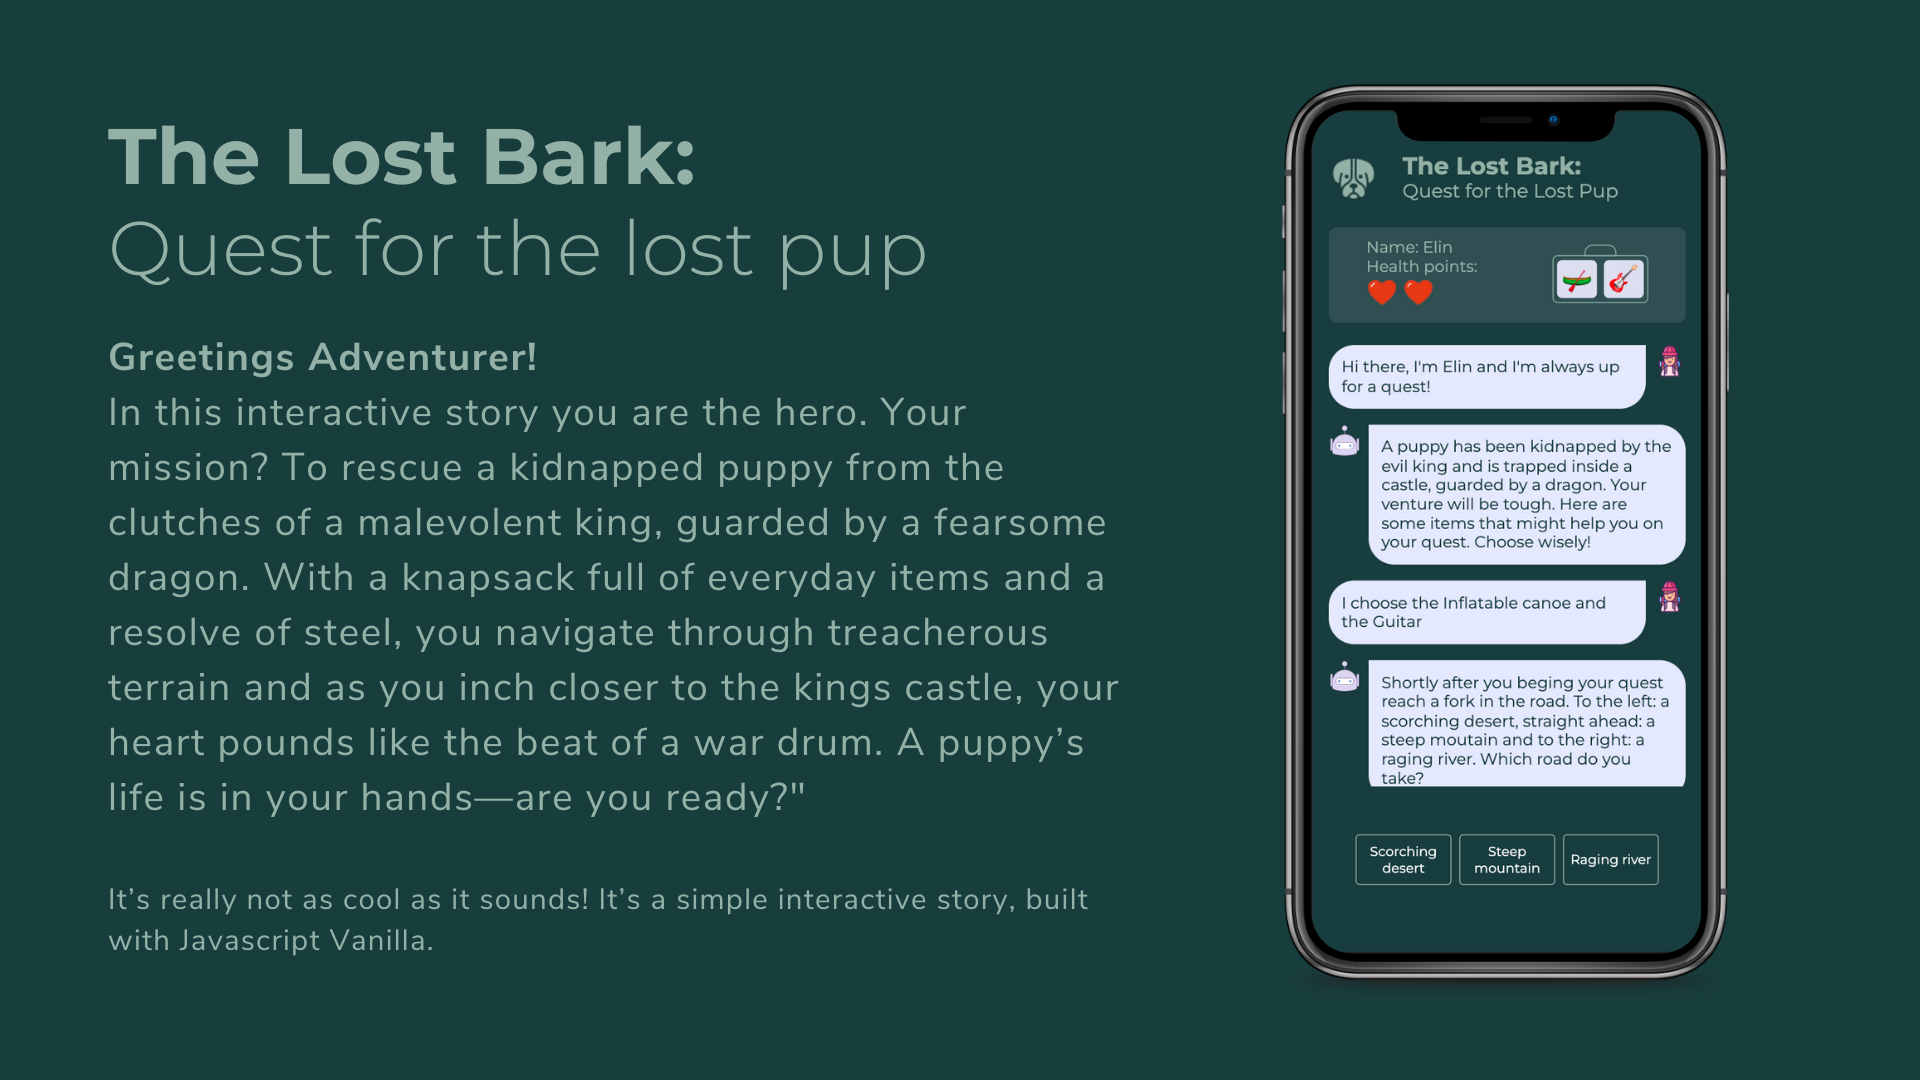 The Lost Bark:
Quest for the lost pup
Greetings Adventurer!
In this interactive story you are the hero. Your
mission? To rescue a kidnapped puppy from the
clutches of a malevolent king, guarded by a fearsome
dragon. With a knapsack full of everyday items and a
resolve of steel, you navigate through treacherous
terrain and as you inch closer to the kings castle, your
heart pounds like the beat of a war drum. A puppy’s
life is in your hands—are you ready?"
It’s really not as cool as it sounds! It’s a simple interactive story, built
with Javascript Vanilla.
The Lost Bark:
Quest for the Lost Pup
Name: Elin
Health points:
Hi there, I'm Elin and I'm always up
for a quest!
A puppy has been kidnapped by the
evil king and is trapped inside a
castle, guarded by a dragon. Your
venture will be tough. Here are
some items that might help you on
your quest. Choose wisely!
I choose the Inflatable canoe and
the Guitar
Shortly after you beging your quest
reach a fork in the road. To the left: a
scorching desert, straight ahead: a
steep moutain and to the right: a
raging river. Which road do you
take?
Scorching
desert
Steep
mountain
Raging river